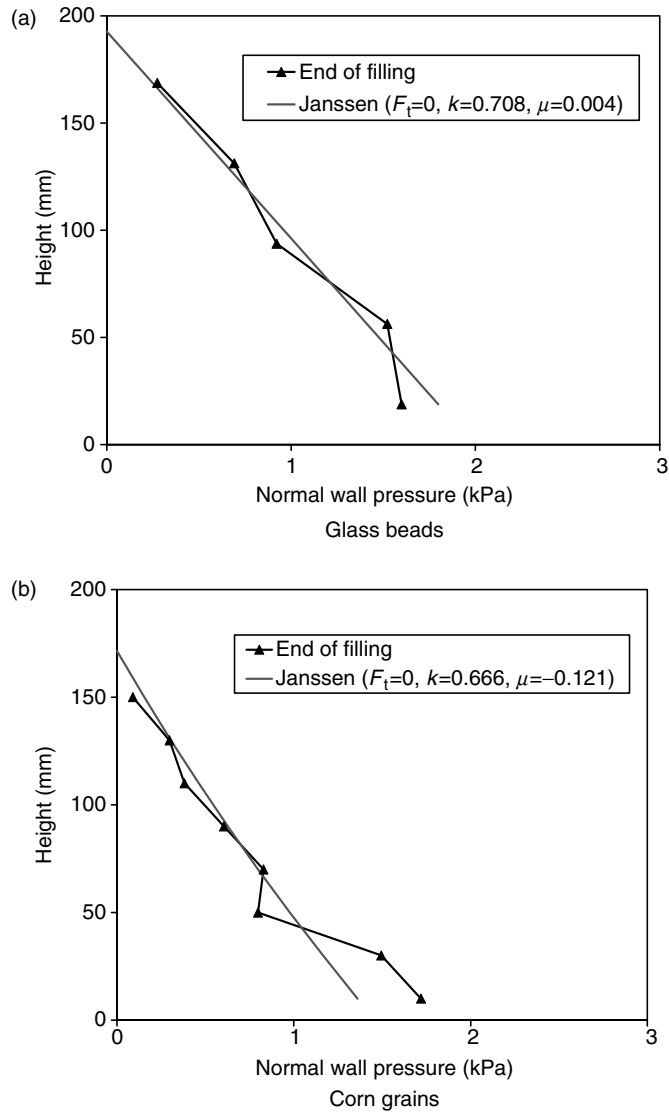 (a)
200
150
100
50
0
Height (mm)
End of filling
Janssen (Ft=0, k=0.708, μ=0.004)
0 1 2 3
Normal wall pressure (kPa)
Glass beads
(b)
200
150
100
50
0
Height (mm)
End of filling
Janssen (Ft=0, k=0.666, μ=−0.121)
0 1 2 3
Normal wall pressure (kPa)
Corn grains